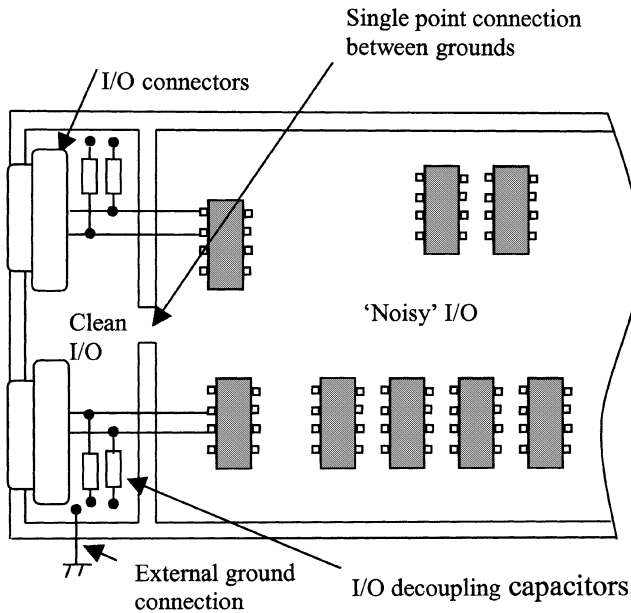 Single point connection
between grounds
I/O connectors
Clean
I/O
‘Noisy’ I/O
External ground
connection
I/O decoupling capacitors